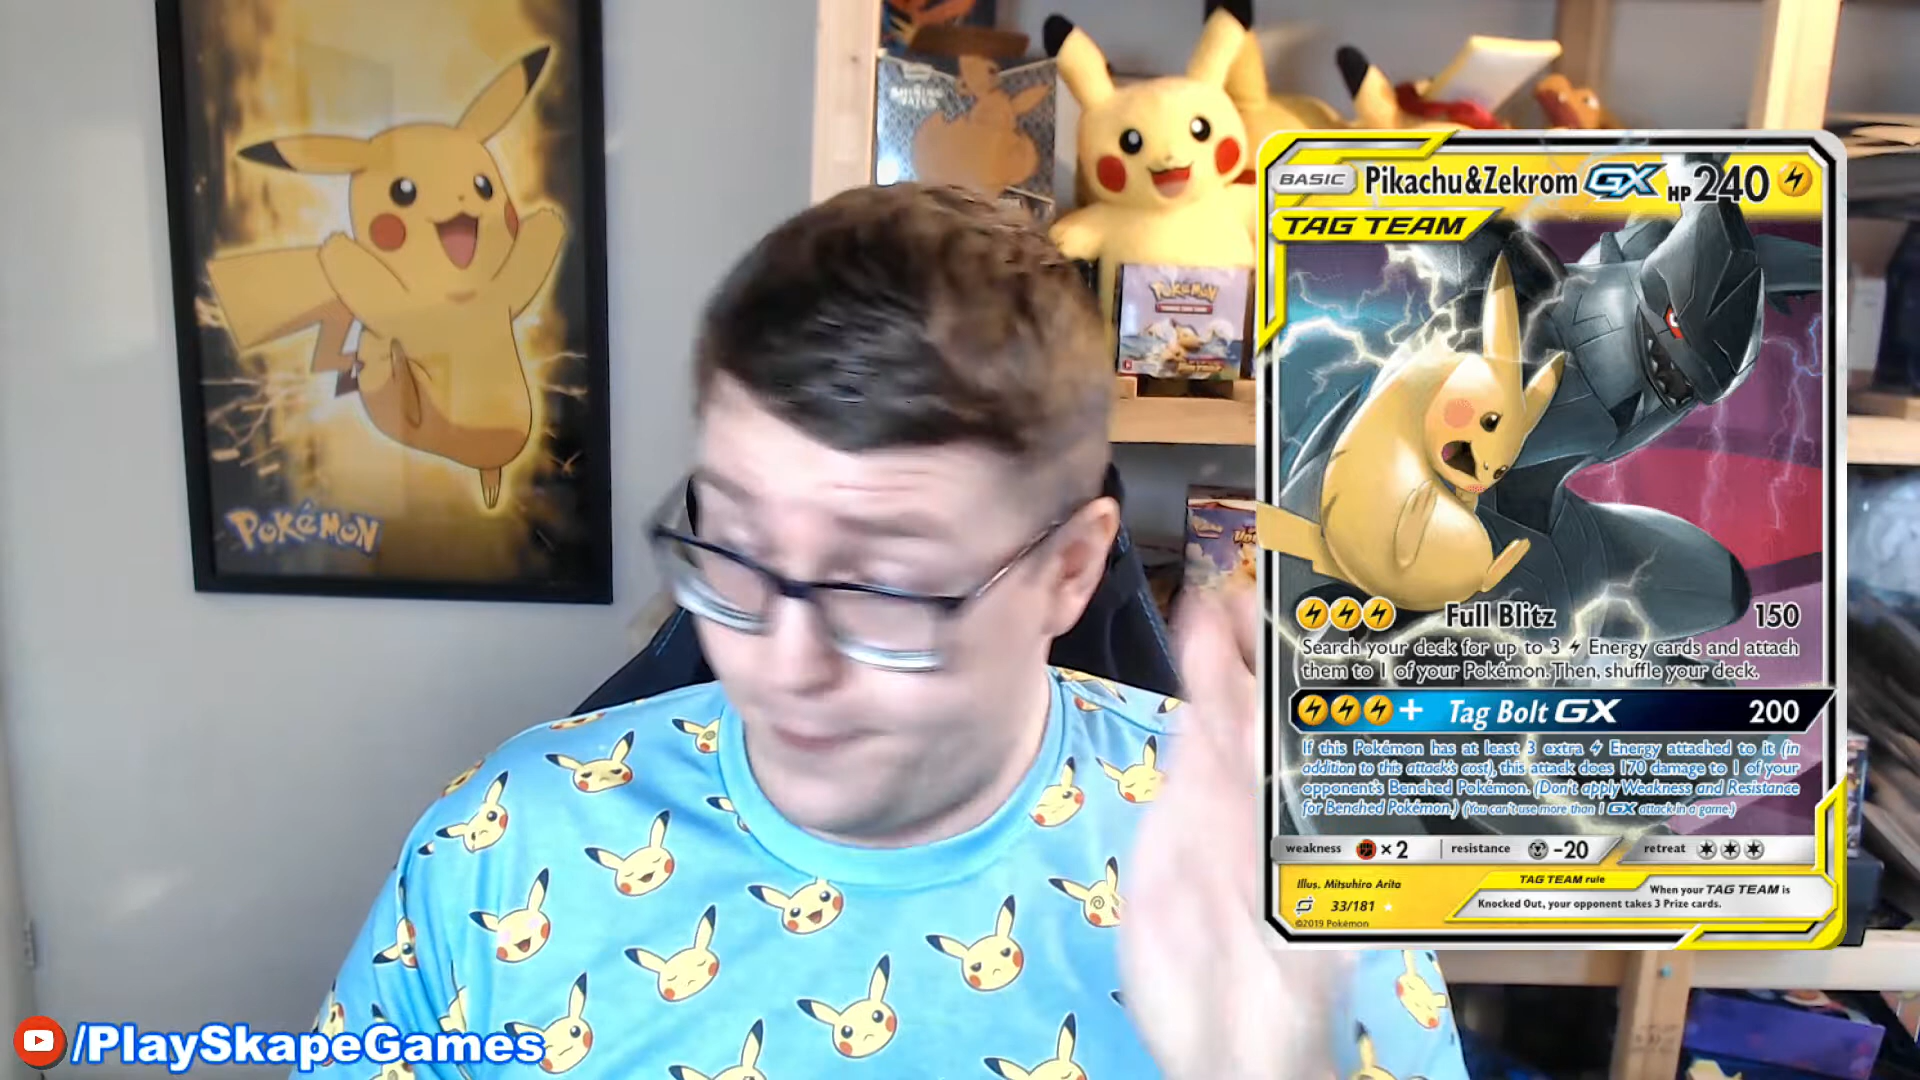 SHINING
FATES
POKéMON
POKéMON
BASIC Pikachu&Zekrom GX HP 240
TAG TEAM
Full Blitz 150
Search your deck for up to 3 Energy cards and attach
them to 1 of your Pokémon. Then, shuffle your deck.
+ Tag Bolt GX 200
If this Pokémon has at least 3 extra Energy attached to it (in
addition to this attack's cost), this attack does 170 damage to 1 of your
opponent's Benched Pokémon. (Don't apply Weakness and Resistance
for Benched Pokémon.) (You can't use more than 1 GX attack in a game.)
weakness ×2 resistance -20 retreat
Illus. Mitsuhiro Arita
33/181
©2019 Pokémon
TAG TEAM rule
When your TAG TEAM is
Knocked Out, your opponent takes 3 Prize cards.
/PlaySkapeGames